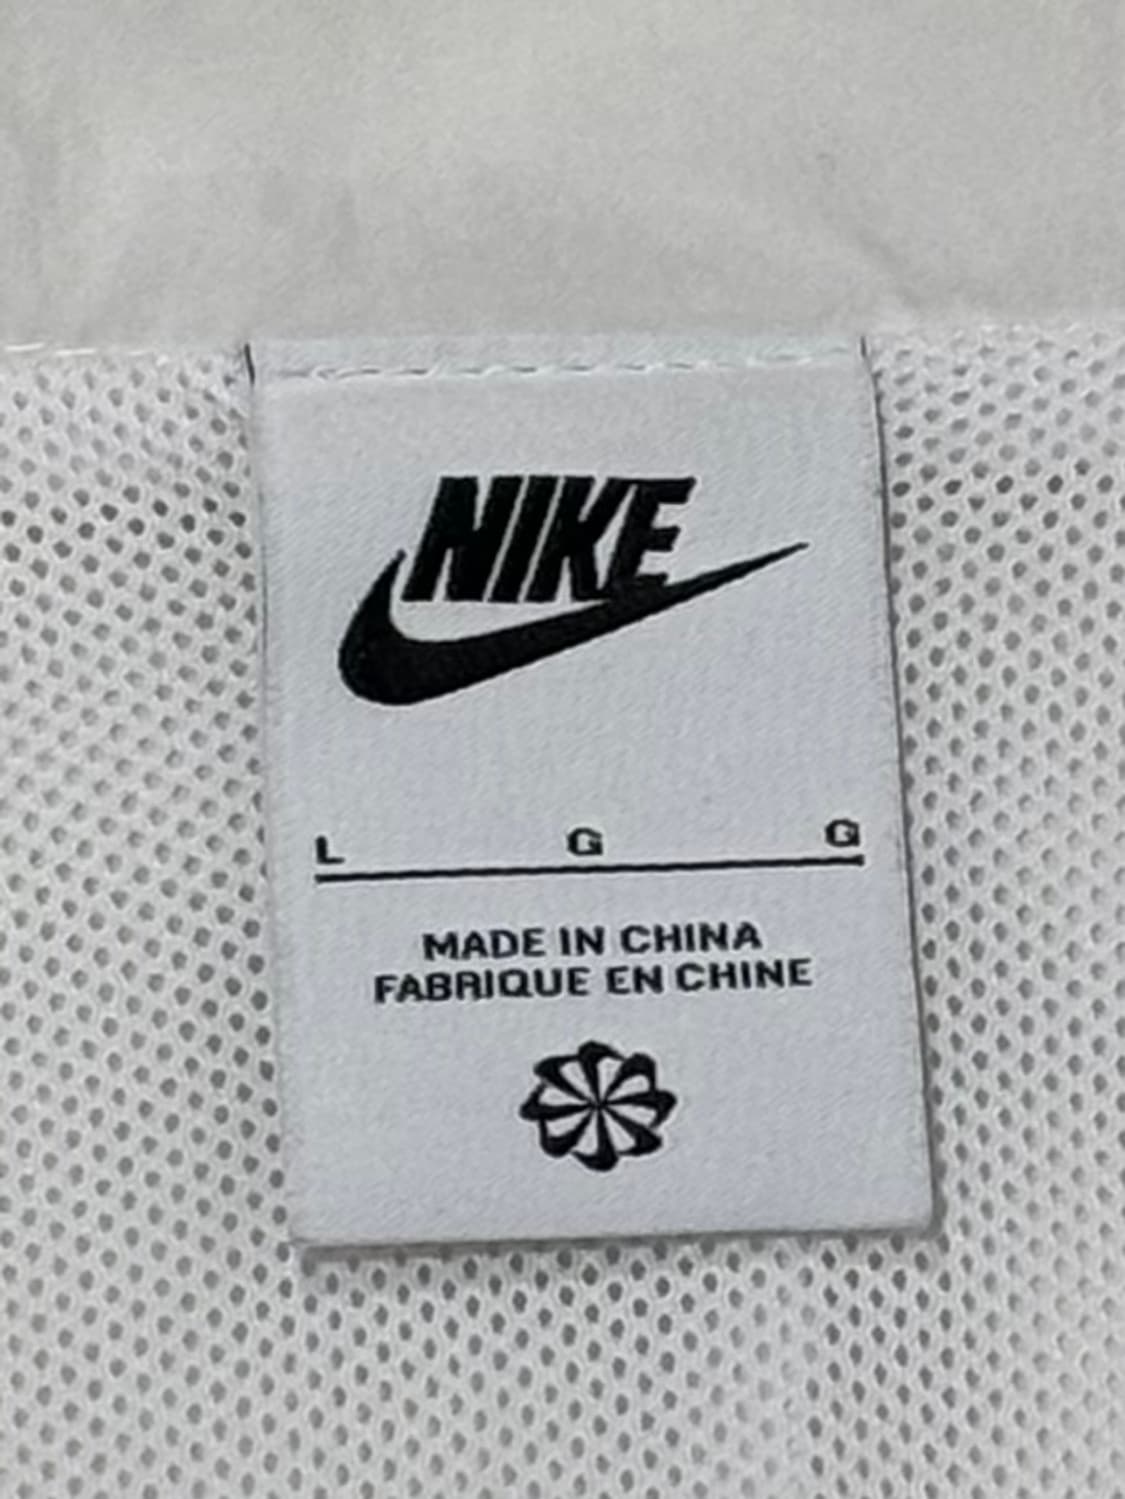 NIKE
L G G
MADE IN CHINA
FABRIQUE EN CHINE